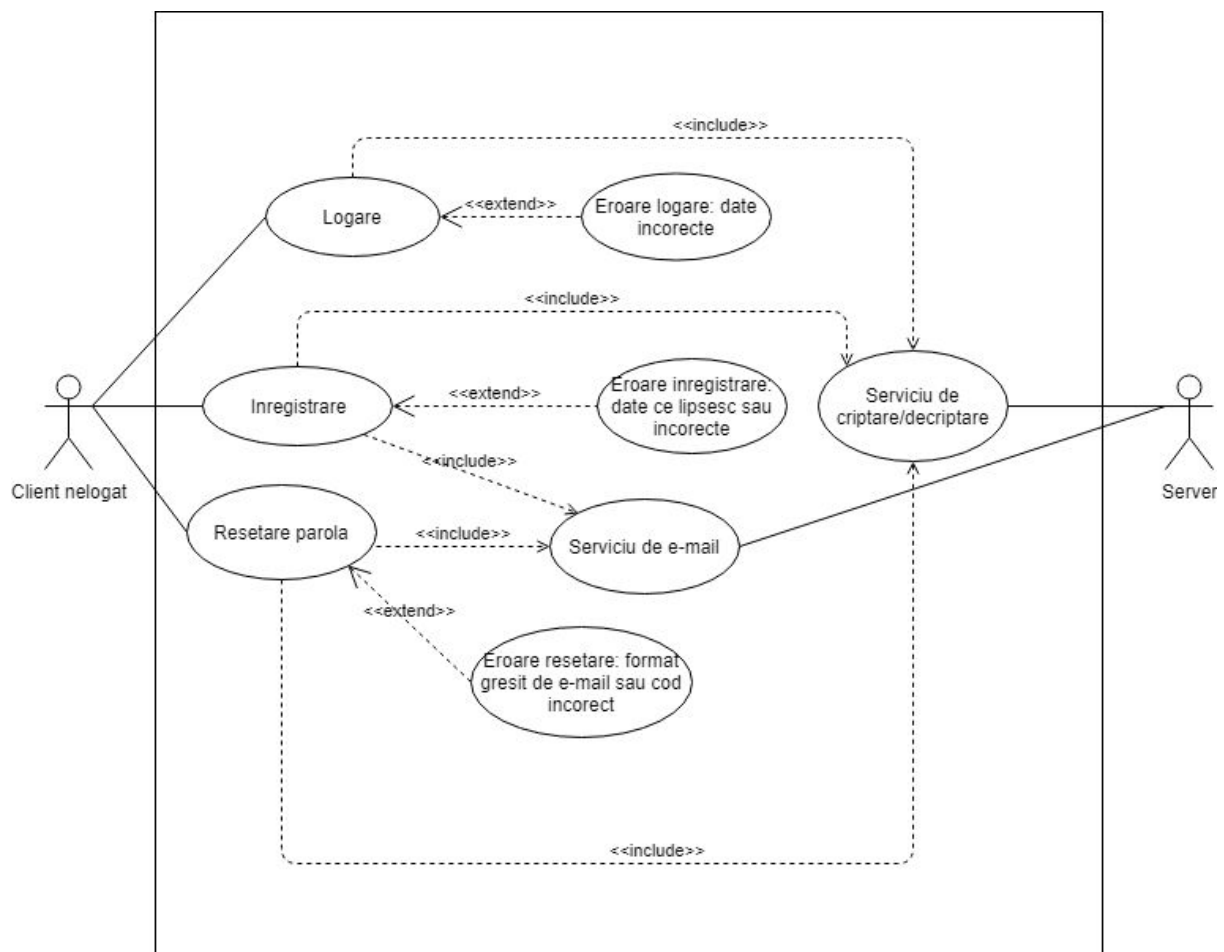 <<include>>
Logare
<<extend>>
Eroare logare: date
incorecte
<<include>>
Inregistrare
<<extend>>
Eroare inregistrare:
date ce lipsesc sau
incorecte
Serviciu de
criptare/decriptare
Client nelogat
Server
<<include>>
Resetare parola
<<include>>
Serviciu de e-mail
<<extend>>
Eroare resetare: format
gresit de e-mail sau cod
incorect
<<include>>